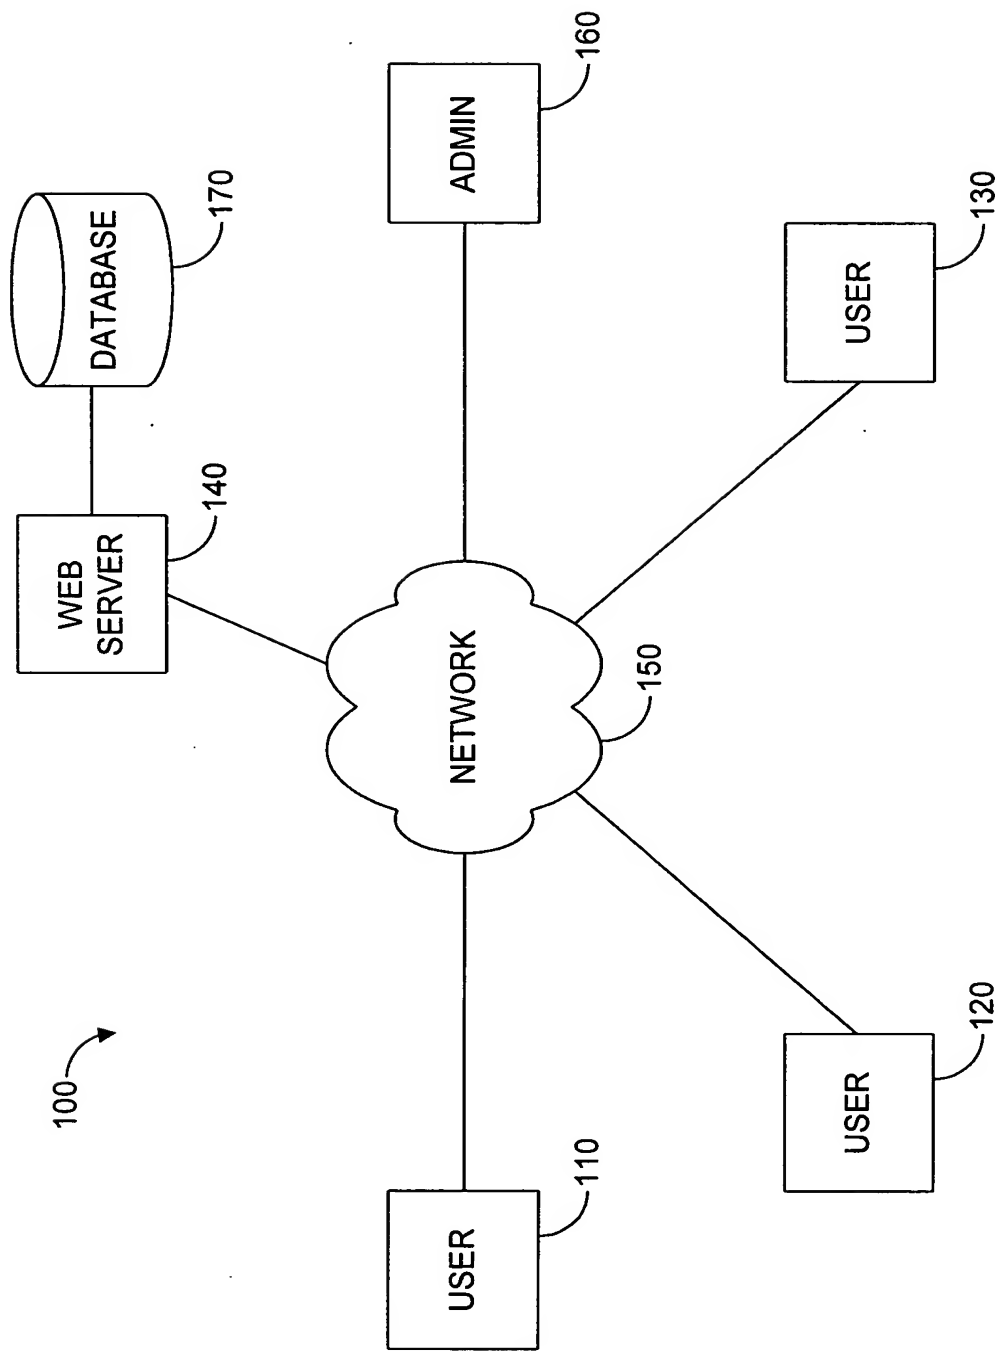 100
WEB
SERVER
140
DATABASE
170
USER
110
NETWORK
150
ADMIN
160
USER
120
USER
130